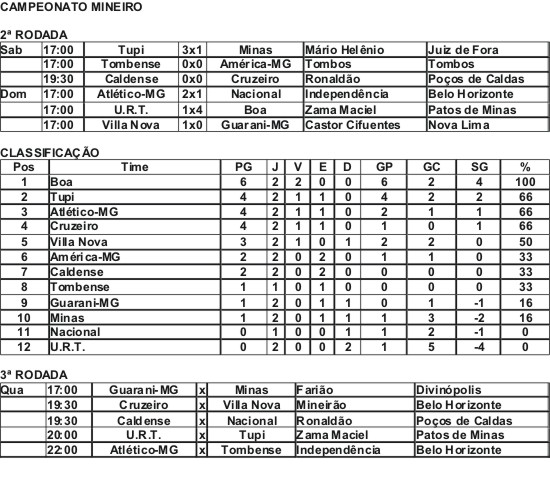 CAMPEONATO MINEIRO
2ª RODADA
Sab 17:00 Tupi 3x1 Minas Mário Helênio Juiz de Fora
17:00 Tombense 0x0 América-MG Tombos Tombos
19:30 Caldense 0x0 Cruzeiro Ronaldão Poços de Caldas
Dom 17:00 Atlético-MG 2x1 Nacional Independência Belo Horizonte
17:00 U.R.T. 1x4 Boa Zama Maciel Patos de Minas
17:00 Villa Nova 1x0 Guarani-MG Castor Cifuentes Nova Lima
CLASSIFICAÇÃO
Pos Time PG J V E D GP GC SG %
1 Boa 6 2 2 0 0 6 2 4 100
2 Tupi 4 2 1 1 0 4 2 2 66
3 Atlético-MG 4 2 1 1 0 2 1 1 66
4 Cruzeiro 4 2 1 1 0 1 0 1 66
5 Villa Nova 3 2 1 0 1 2 2 0 50
6 América-MG 2 2 0 2 0 1 1 0 33
7 Caldense 2 2 0 2 0 0 0 0 33
8 Tombense 1 1 0 1 0 0 0 0 33
9 Guarani-MG 1 2 0 1 1 0 1 -1 16
10 Minas 1 2 0 1 1 1 3 -2 16
11 Nacional 0 1 0 0 1 1 2 -1 0
12 U.R.T. 0 2 0 0 2 1 5 -4 0
3ª RODADA
Qua 17:00 Guarani-MG x Minas Farião Divinópolis
19:30 Cruzeiro x Villa Nova Mineirão Belo Horizonte
19:30 Caldense x Nacional Ronaldão Poços de Caldas
20:00 U.R.T. x Tupi Zama Maciel Patos de Minas
22:00 Atlético-MG x Tombense Independência Belo Horizonte